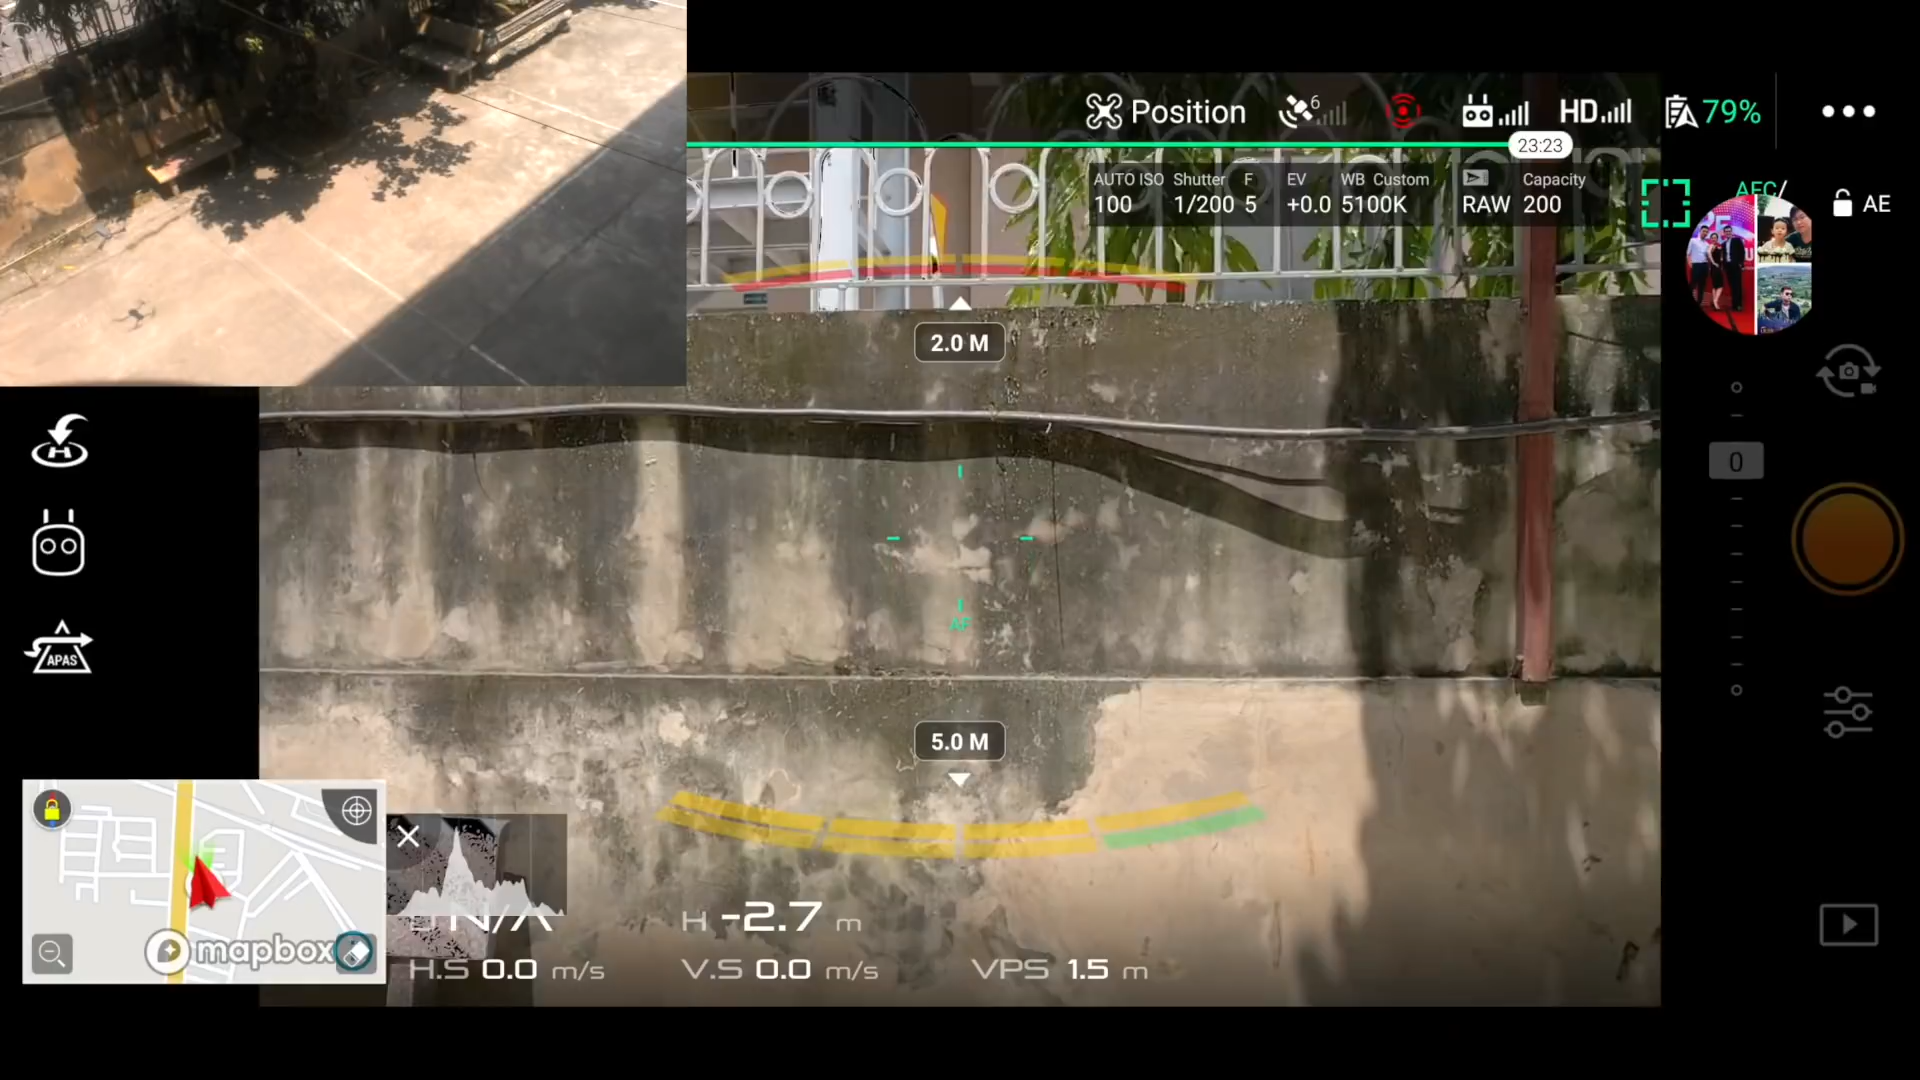 Position
6
HD
79%
23:23
AUTO ISO Shutter F EV WB Custom Capacity
100 1/200 5 +0.0 5100K RAW 200
AFC/
AE
2.0 M
0
AF
APAS
5.0 M
N/A
H -2.7 m
mapbox
H.S 0.0 m/s V.S 0.0 m/s VPS 1.5 m